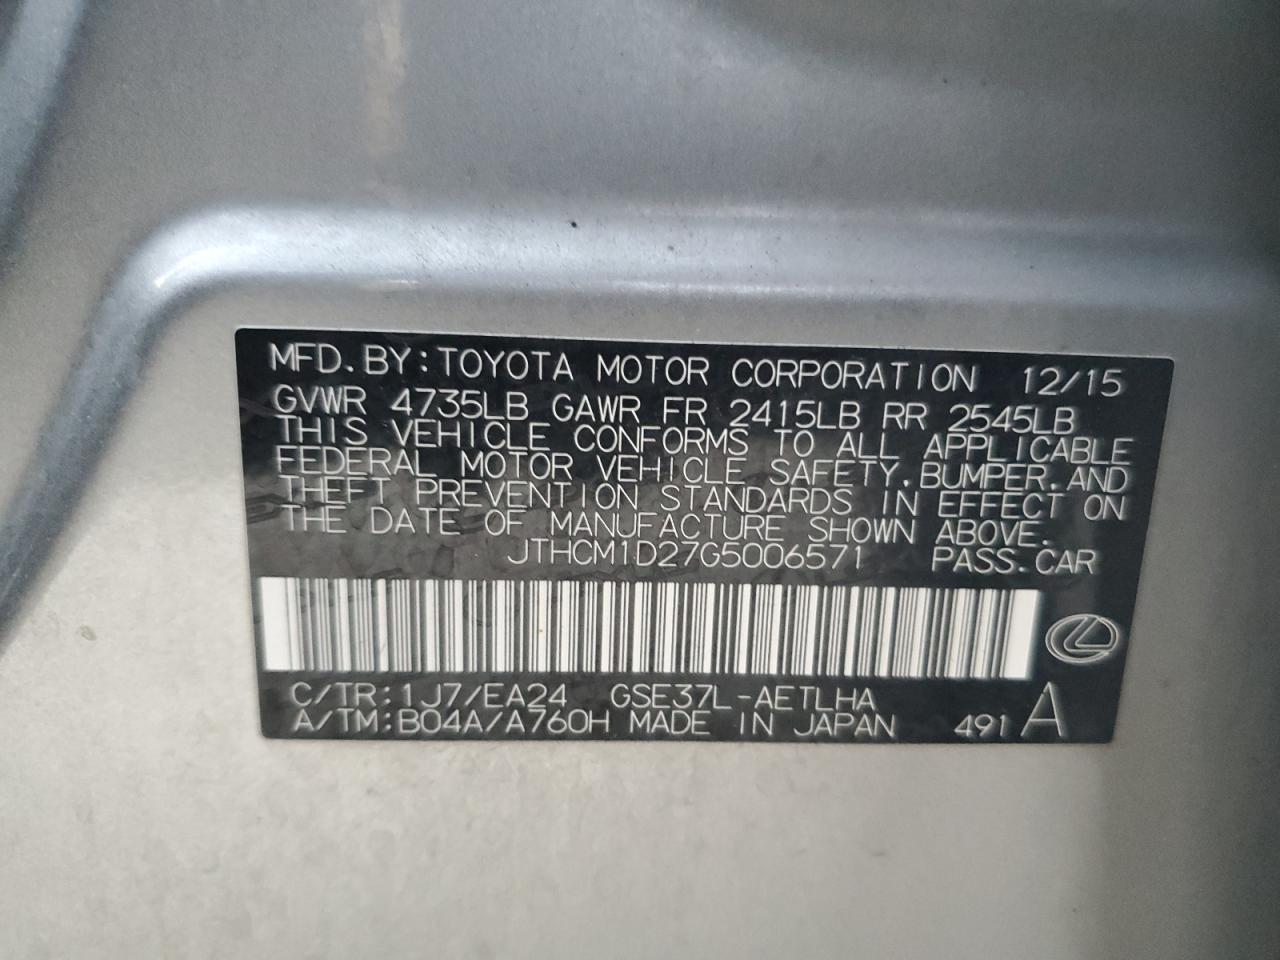 MFD. BY: TOYOTA MOTOR CORPORATION 12/15
GVWR 4735LB GAWR FR 2415LB RR 2545LB
THIS VEHICLE CONFORMS TO ALL APPLICABLE
FEDERAL MOTOR VEHICLE SAFETY, BUMPER, AND
THEFT PREVENTION STANDARDS IN EFFECT ON
THE DATE OF MANUFACTURE SHOWN ABOVE.
JTHCM1D27G5006571 PASS. CAR
C/TR: 1J7/EA24 GSE37L-AETLHA
A/TM: B04A/A760H MADE IN JAPAN 491 A